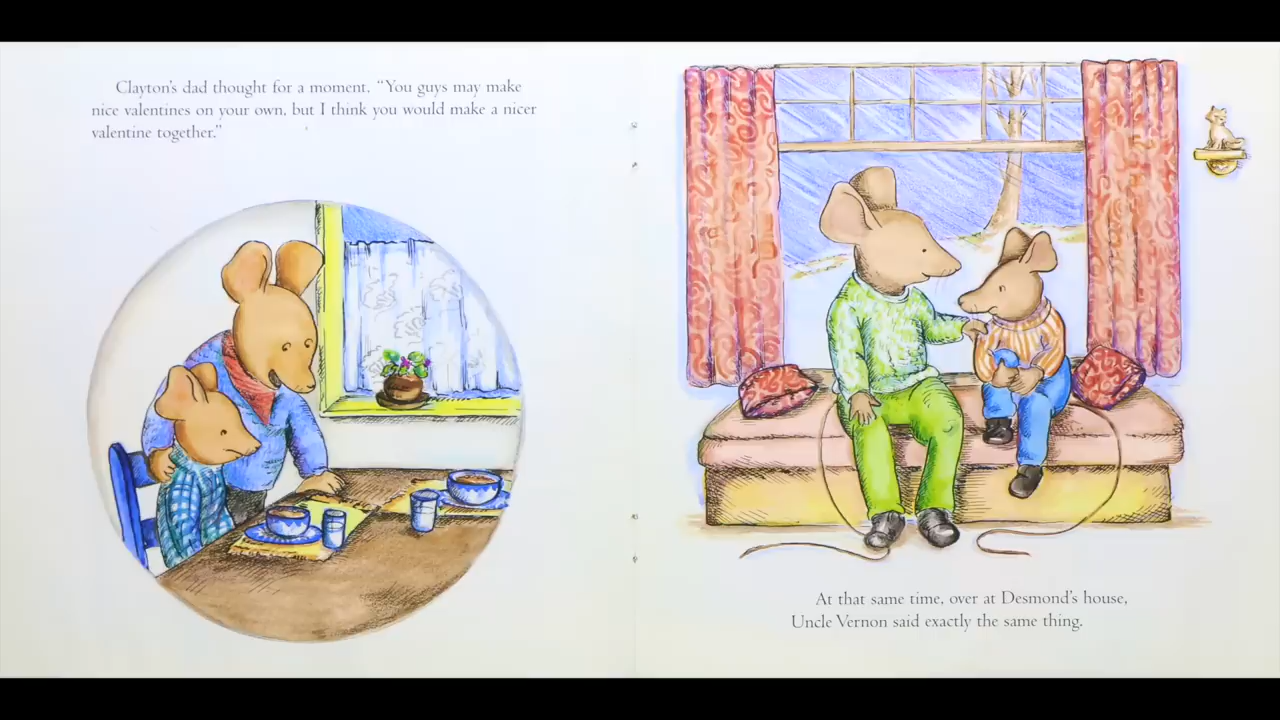 Clayton's dad thought for a moment. “You guys may make
nice valentines on your own, but I think you would make a nicer
valentine together.”
At that same time, over at Desmond's house,
Uncle Vernon said exactly the same thing.